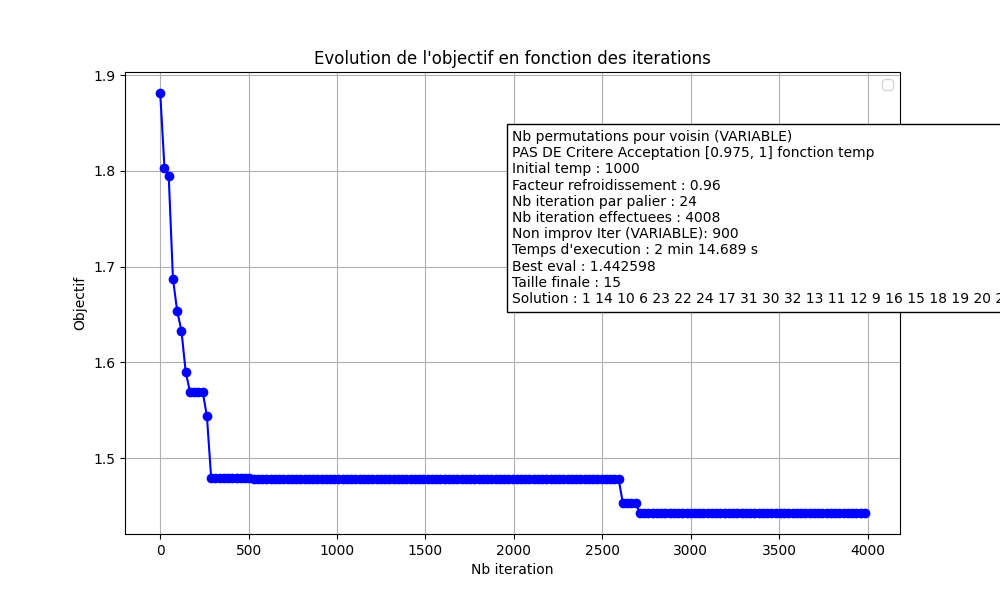 Evolution de l'objectif en fonction des iterations
1.9
1.8
1.7
1.6
1.5
Objectif
Nb permutations pour voisin (VARIABLE)
PAS DE Critere Acceptation [0.975, 1] fonction temp
Initial temp : 1000
Facteur refroidissement : 0.96
Nb iteration par palier : 24
Nb iteration effectuees : 4008
Non improv Iter (VARIABLE): 900
Temps d'execution : 2 min 14.689 s
Best eval : 1.442598
Taille finale : 15
Solution : 1 14 10 6 23 22 24 17 31 30 32 13 11 12 9 16 15 18 19 20
0 500 1000 1500 2000 2500 3000 3500 4000
Nb iteration